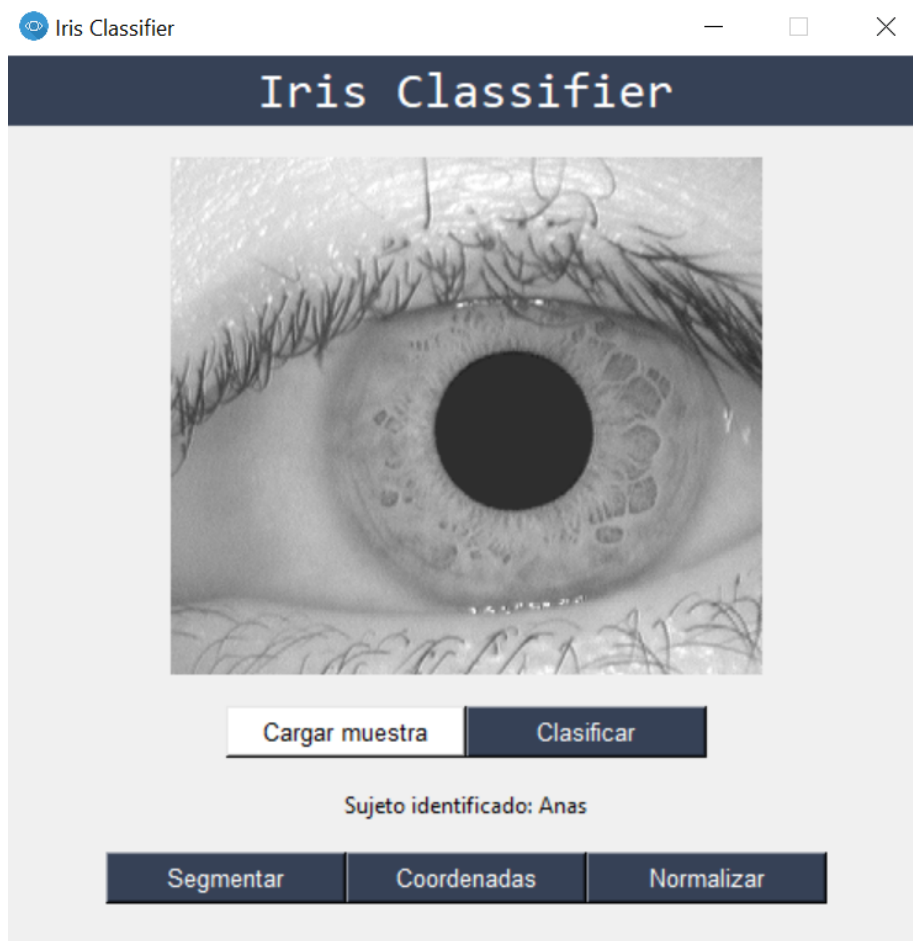 Iris Classifier
Iris Classifier
Cargar muestra Clasificar
Sujeto identificado: Anas
Segmentar Coordenadas Normalizar